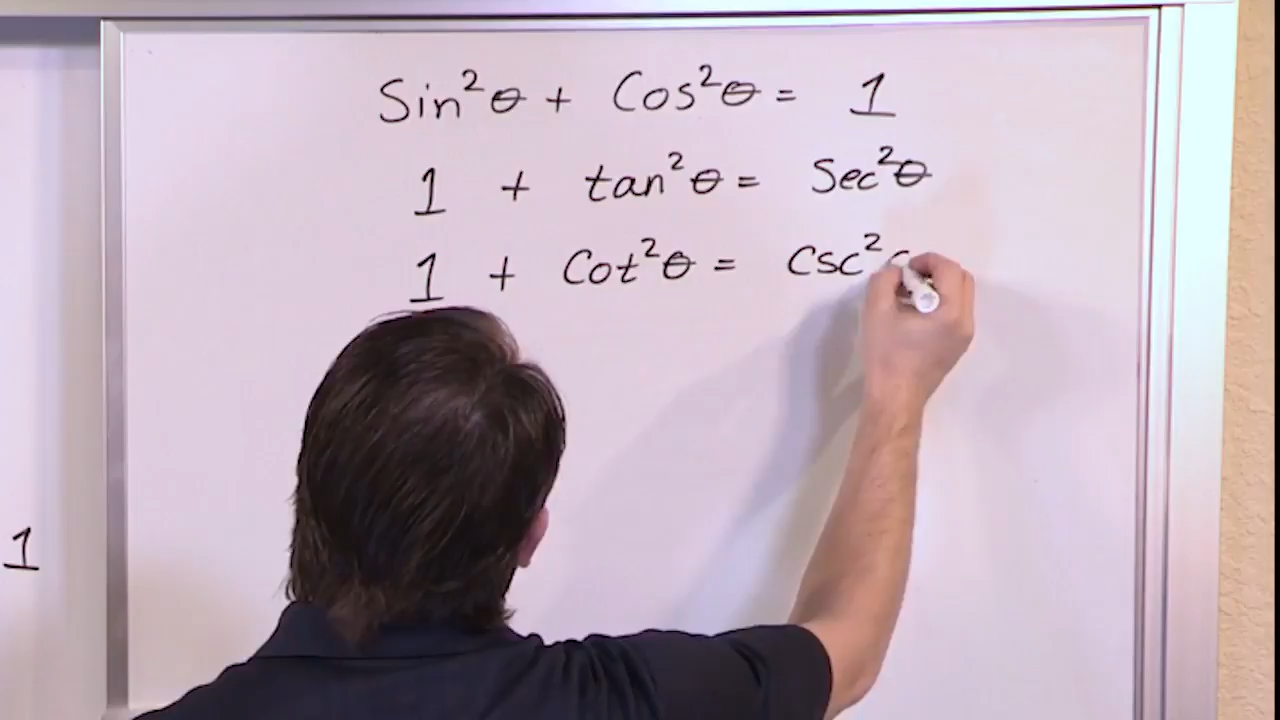 Sin²θ + Cos²θ = 1
1 + tan²θ = Sec²θ
1 + Cot²θ = Csc²
1